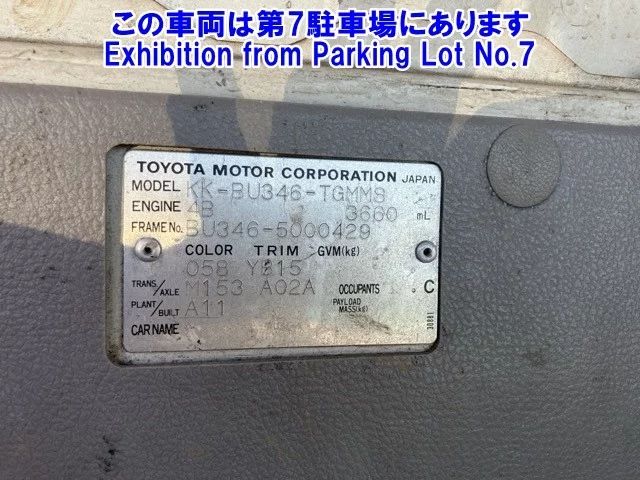 この車両は第7駐車場にあります
Exhibition from Parking Lot No.7
TOYOTA MOTOR CORPORATION JAPAN
MODEL KK-BU346-TGMMS
ENGINE 4B 3660 mL
FRAME No. BU346-5000429
COLOR TRIM GVM(kg)
058 YB15
TRANS/AXLE M153 A02A OCCUPANTS C
PLANT/BUILT A11 PAYLOAD MASS(kg)
CAR NAME